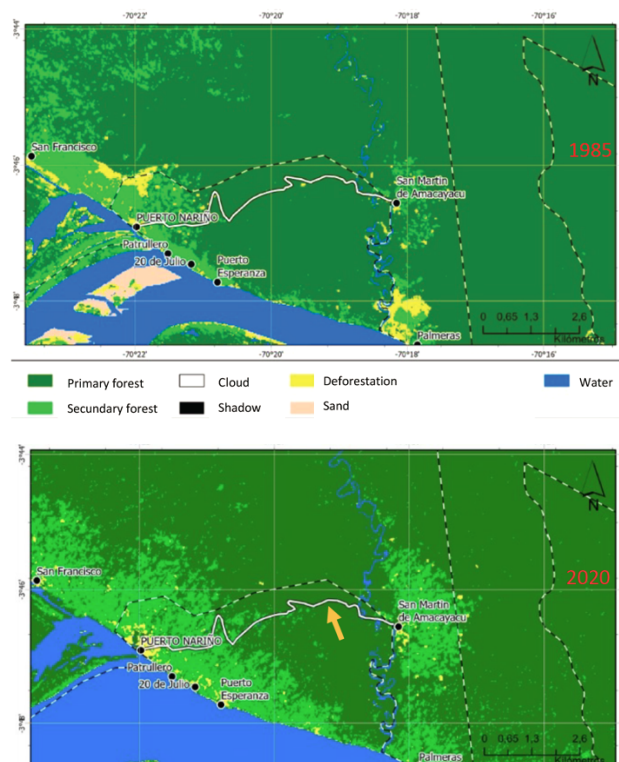 -70°22' -70°20' -70°18' -70°16'
-3°44'
N
1985
San Francisco
-3°46'
San Martin
de Amacayacu
PUERTO NARIÑO
Patrullero
20 de Julio
Puerto
Esperanza
-3°48'
0 0,65 1,3 2,6
Kilómetros
Palmeras
-70°22' -70°20' -70°18' -70°16'
Primary forest Cloud Deforestation Water
Secundary forest Shadow Sand
-3°44'
N
2020
San Francisco
-3°46'
San Martin
de Amacayacu
PUERTO NARIÑO
Patrullero
20 de Julio
Puerto
Esperanza
-3°48'
0 0,65 1,3 2,6
Kilómetros
Palmeras